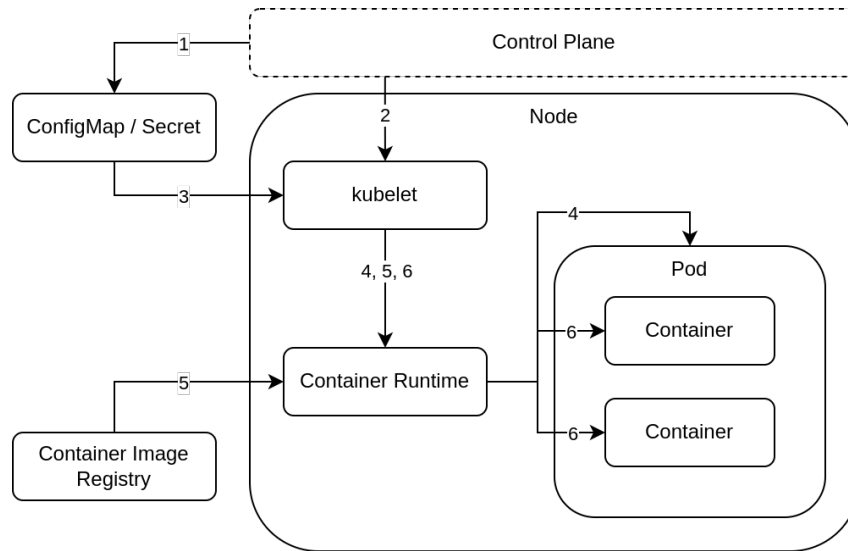 Control Plane
1
ConfigMap / Secret
2
Node
3
kubelet
4
4, 5, 6
Pod
6
Container
5
Container Runtime
6
Container
Container Image
Registry